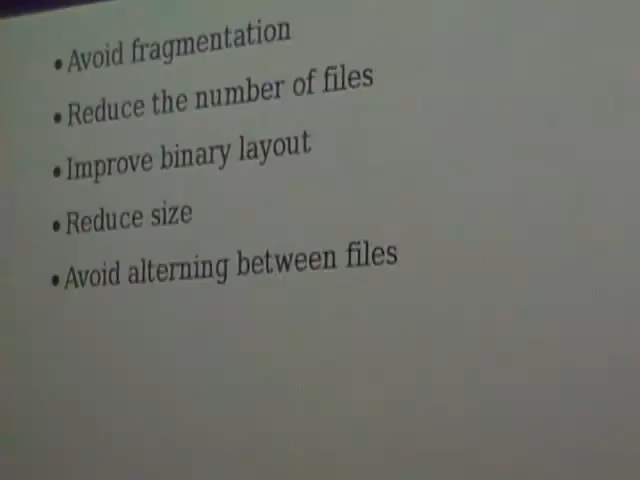 •Avoid fragmentation
•Reduce the number of files
•Improve binary layout
•Reduce size
•Avoid alterning between files